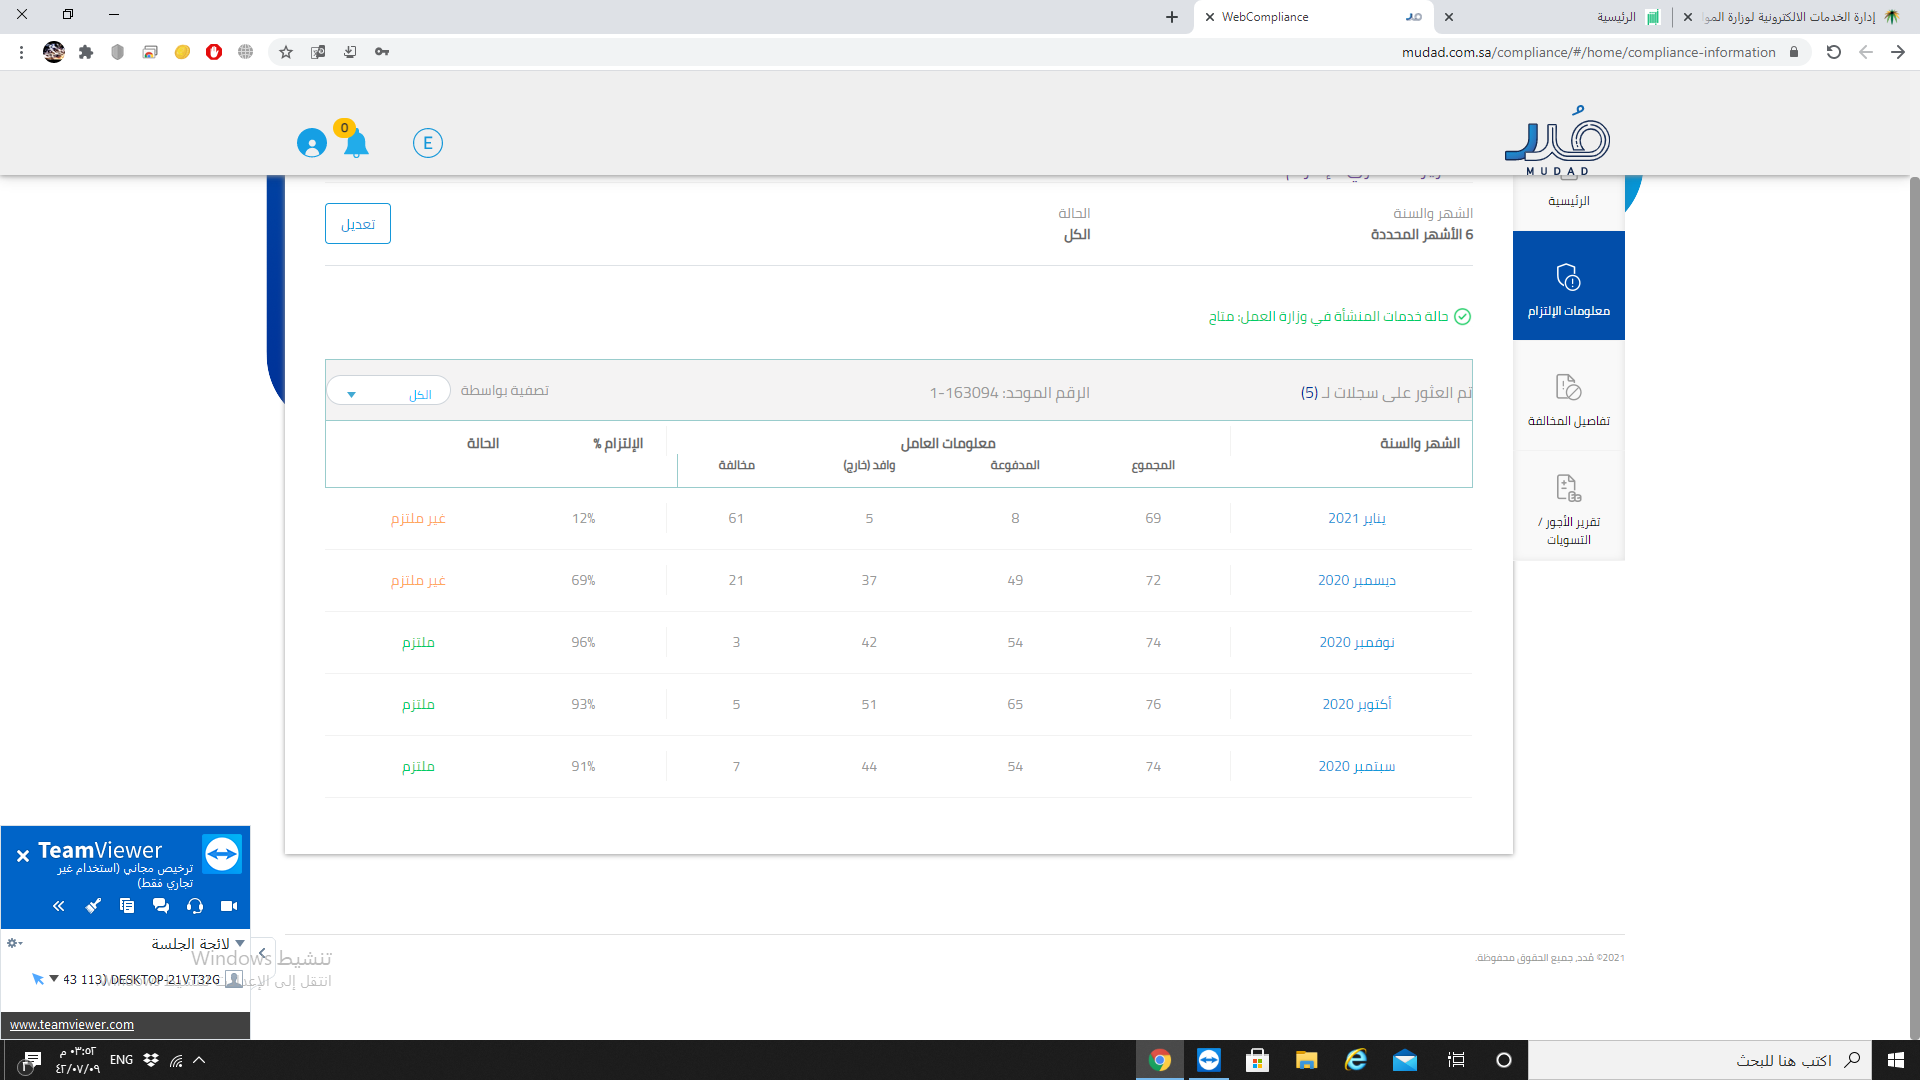 إدارة الخدمات الالكترونية لوزارة الموا
الرئيسية
WebCompliance
mudad.com.sa/compliance/#/home/compliance-information
مُدد
MUDAD
E
0
الرئيسية
معلومات الإلتزام
تفاصيل المخالفة
تقرير الأجور /
التسويات
الشهر والسنة
6 الأشهر المحددة
الحالة
الكل
تعديل
حالة خدمات المنشأة في وزارة العمل: متاح
تم العثور على سجلات لـ (5)
الرقم الموحد: 163094-1
تصفية بواسطة
الكل
الشهر والسنة
معلومات العامل
الإلتزام %
الحالة
المجموع
المدفوعة
وافد (خارج)
مخالفة
يناير 2021 69 8 5 61 12% غير ملتزم
ديسمبر 2020 72 49 37 21 69% غير ملتزم
نوفمبر 2020 74 54 42 3 96% ملتزم
أكتوبر 2020 76 65 51 5 93% ملتزم
سبتمبر 2020 74 54 44 7 91% ملتزم
2021© مُدد, جميع الحقوق محفوظة.
TeamViewer
ترخيص مجاني (استخدام غير
تجاري فقط)
لائحة الجلسة
DESKTOP-21VT32G (113 43
www.teamviewer.com
تنشيط Windows
انتقل إلى
اكتب هنا للبحث
ENG
٠٣:٥٢ م
٤٢/٠٧/٠٩